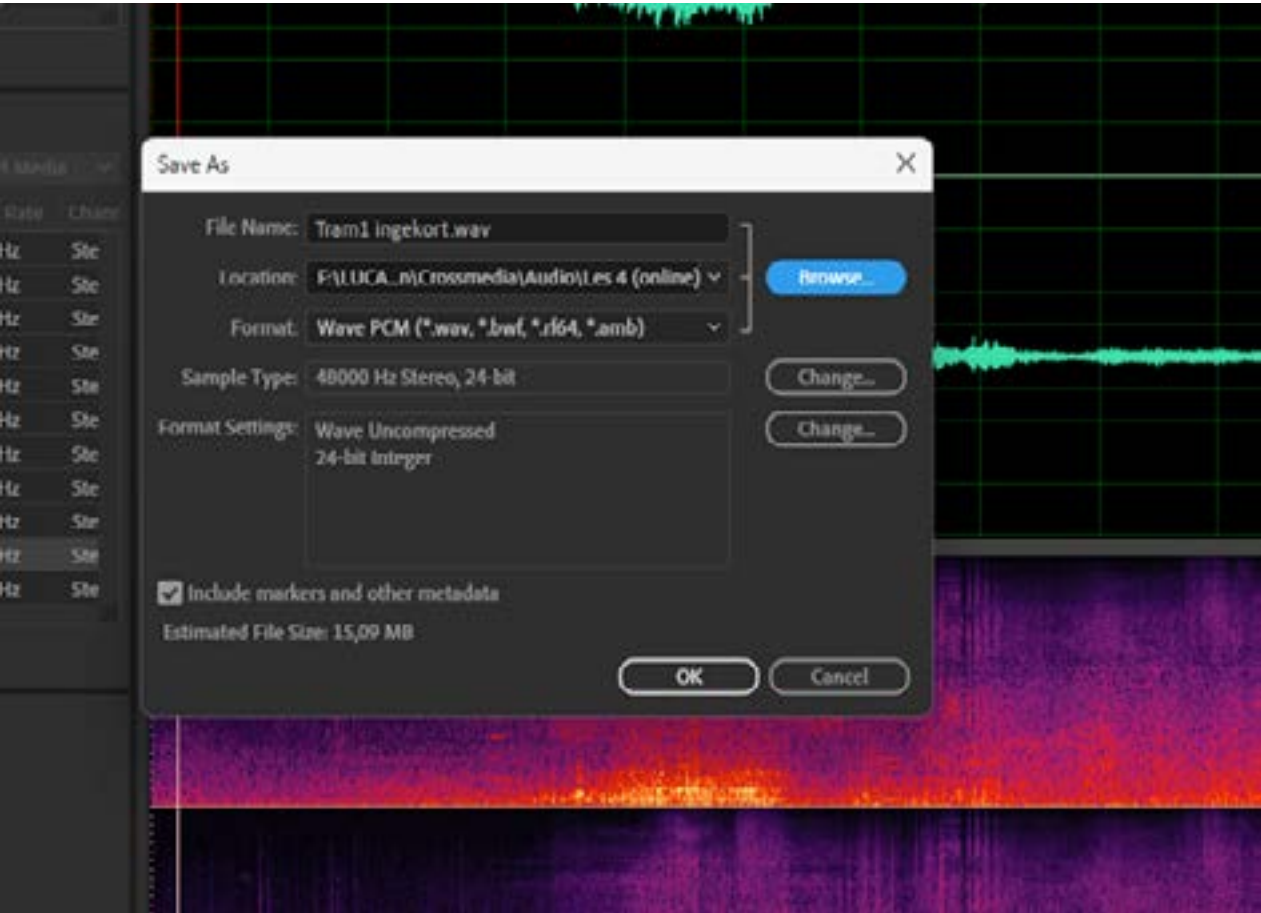 Save As
File Name: Tram1 ingekort.wav
Location: F:\LUCA...n\Crossmedia\Audio\Les 4 (online)
Browse...
Format: Wave PCM (*.wav, *.bwf, *.rf64, *.amb)
Sample Type: 48000 Hz Stereo, 24-bit
Change...
Format Settings: Wave Uncompressed
Change...
24-bit Integer
Include markers and other metadata
Estimated File Size: 15,09 MB
OK
Cancel
Media
Rate Chann
Hz Ste
Hz Ste
Hz Ste
Hz Ste
Hz Ste
Hz Ste
Hz Ste
Hz Ste
Hz Ste
Hz Ste
Hz Ste